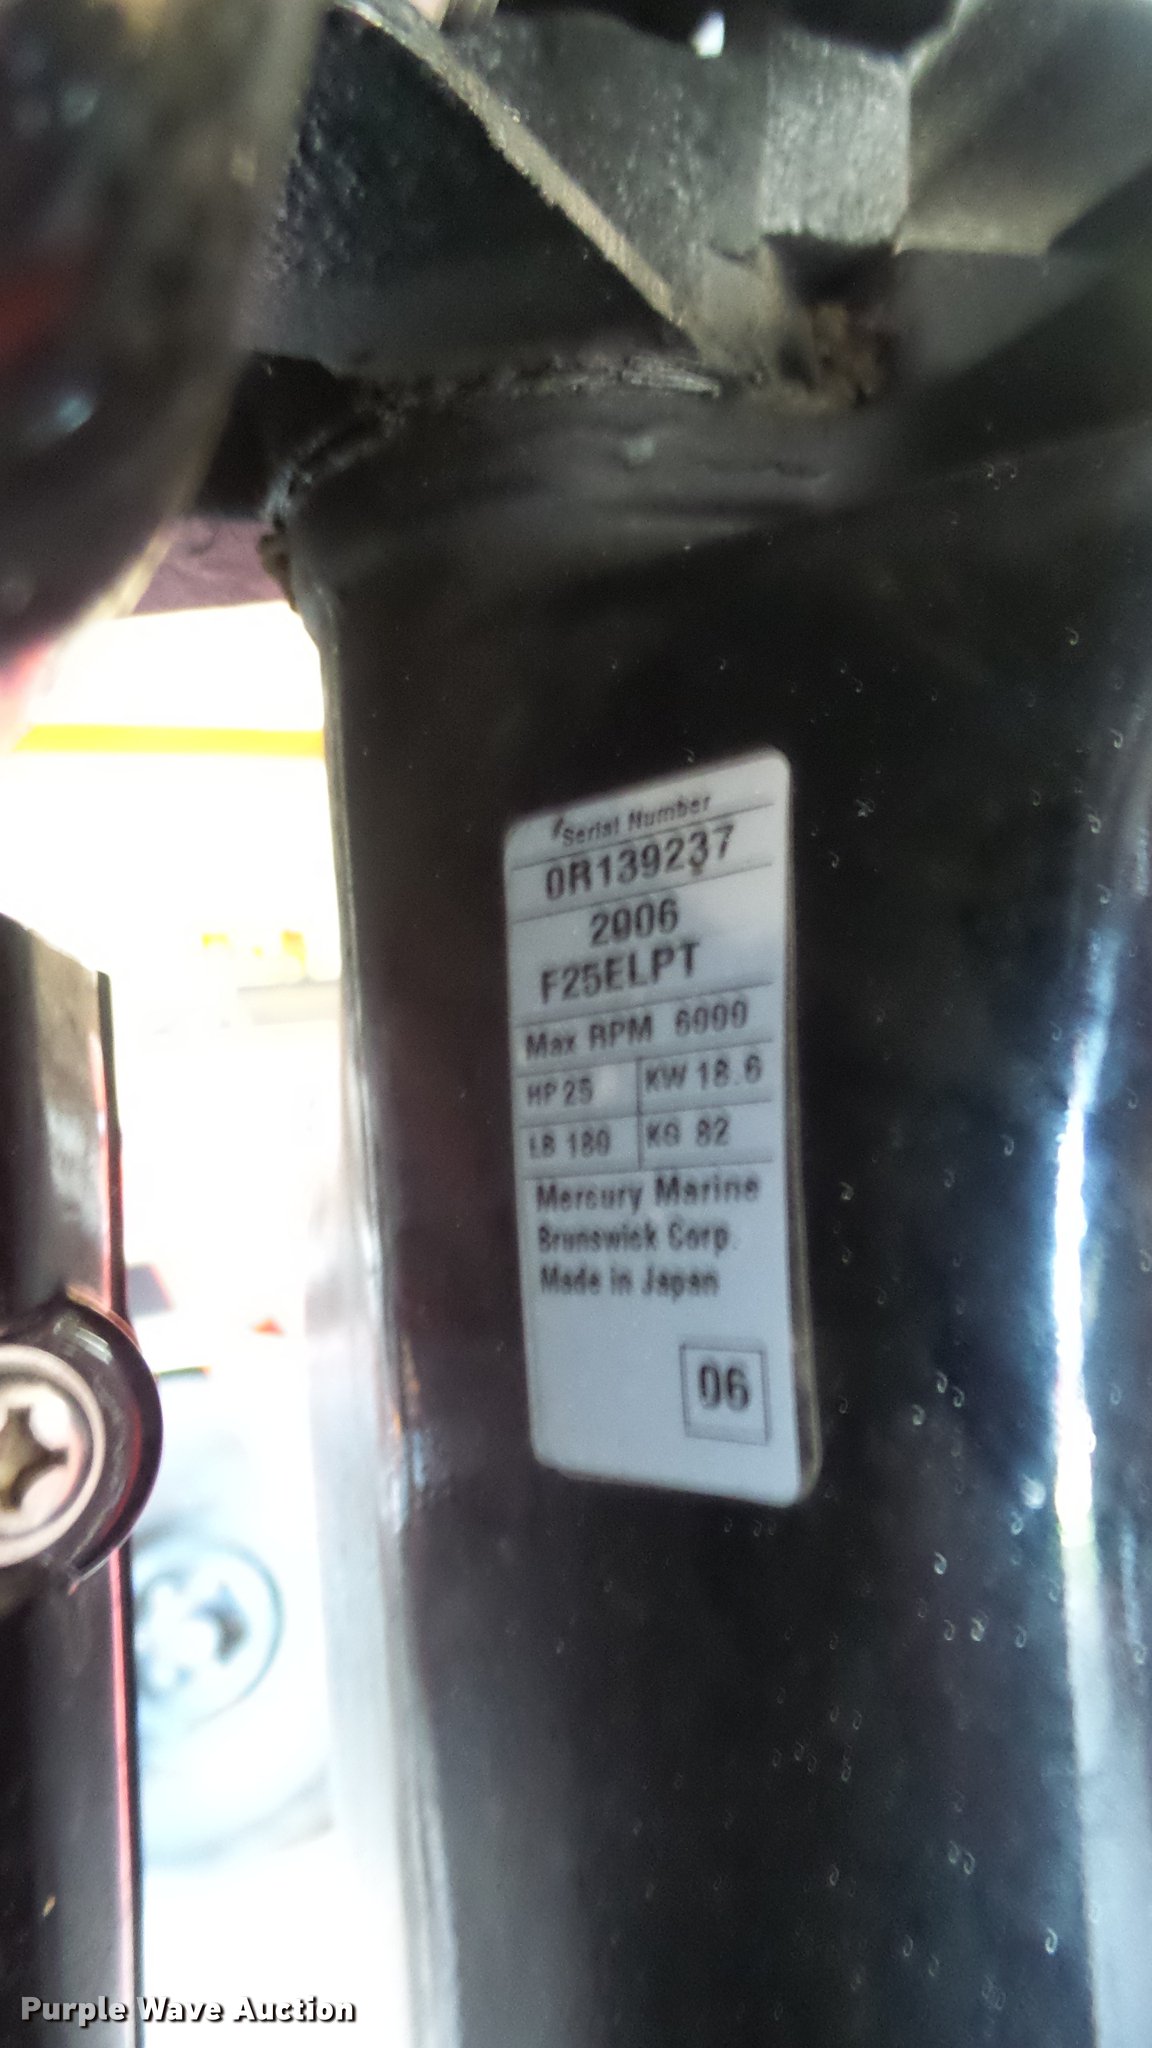 Serial Number
0R139237
2006
F25ELPT
Max RPM 6000
HP 25 KW 18.6
LB 180 KG 82
Mercury Marine
Brunswick Corp.
Made in Japan
06
Purple Wave Auction